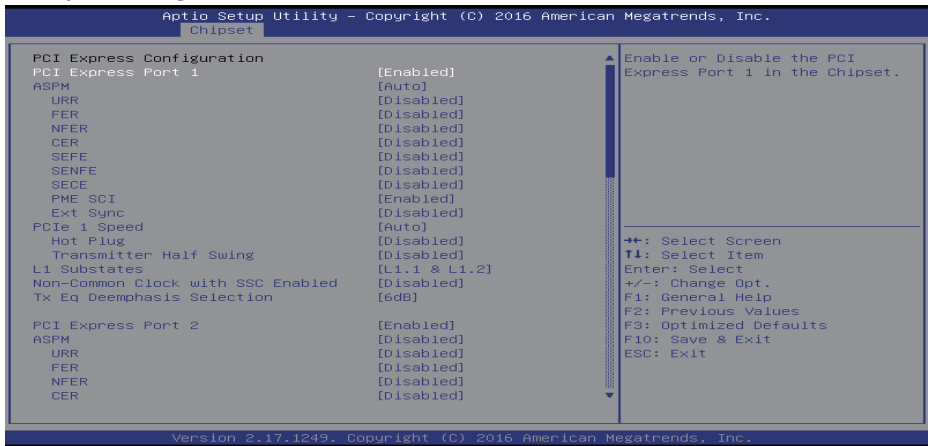 Aptio Setup Utility – Copyright (C) 2016 American Megatrends, Inc.
Chipset
PCI Express Configuration
PCI Express Port 1 [Enabled]
ASPM [Auto]
URR [Disabled]
FER [Disabled]
NFER [Disabled]
CER [Disabled]
SEFE [Disabled]
SENFE [Disabled]
SECE [Disabled]
PME SCI [Enabled]
Ext Sync [Disabled]
PCIe 1 Speed [Auto]
Hot Plug [Disabled]
Transmitter Half Swing [Disabled]
L1 Substates [L1.1 & L1.2]
Non-Common Clock with SSC Enabled [Disabled]
Tx Eq Deemphasis Selection [6dB]
PCI Express Port 2 [Enabled]
ASPM [Disabled]
URR [Disabled]
FER [Disabled]
NFER [Disabled]
CER [Disabled]
Enable or Disable the PCI
Express Port 1 in the Chipset.
→←: Select Screen
↑↓: Select Item
Enter: Select
+/-: Change Opt.
F1: General Help
F2: Previous Values
F3: Optimized Defaults
F10: Save & Exit
ESC: Exit
Version 2.17.1249. Copyright (C) 2016 American Megatrends, Inc.